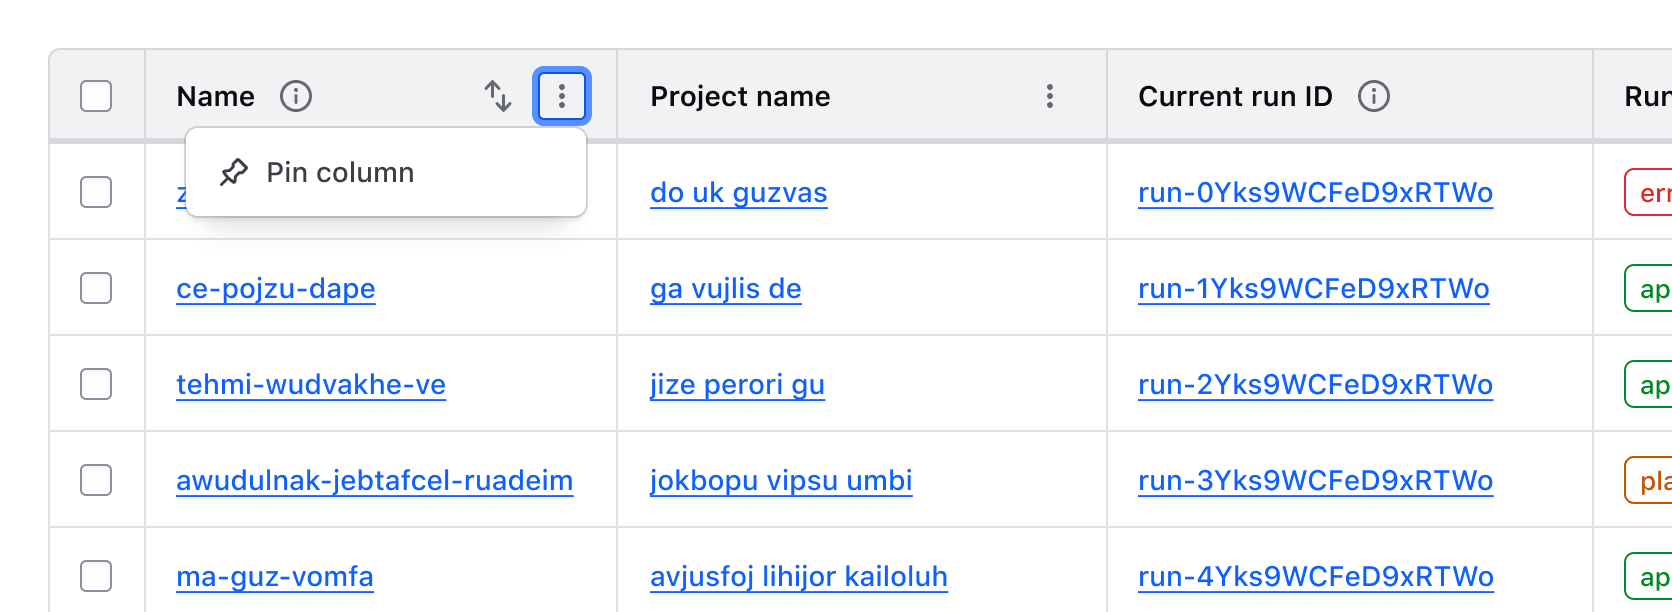 Name Project name Current run ID Run
Pin column
z do uk guzvas run-0Yks9WCFeD9xRTWo err
ce-pojzu-dape ga vujlis de run-1Yks9WCFeD9xRTWo ap
tehmi-wudvakhe-ve jize perori gu run-2Yks9WCFeD9xRTWo ap
awudulnak-jebtafcel-ruadeim jokbopu vipsu umbi run-3Yks9WCFeD9xRTWo pla
ma-guz-vomfa avjusfoj lihijor kailoluh run-4Yks9WCFeD9xRTWo ap